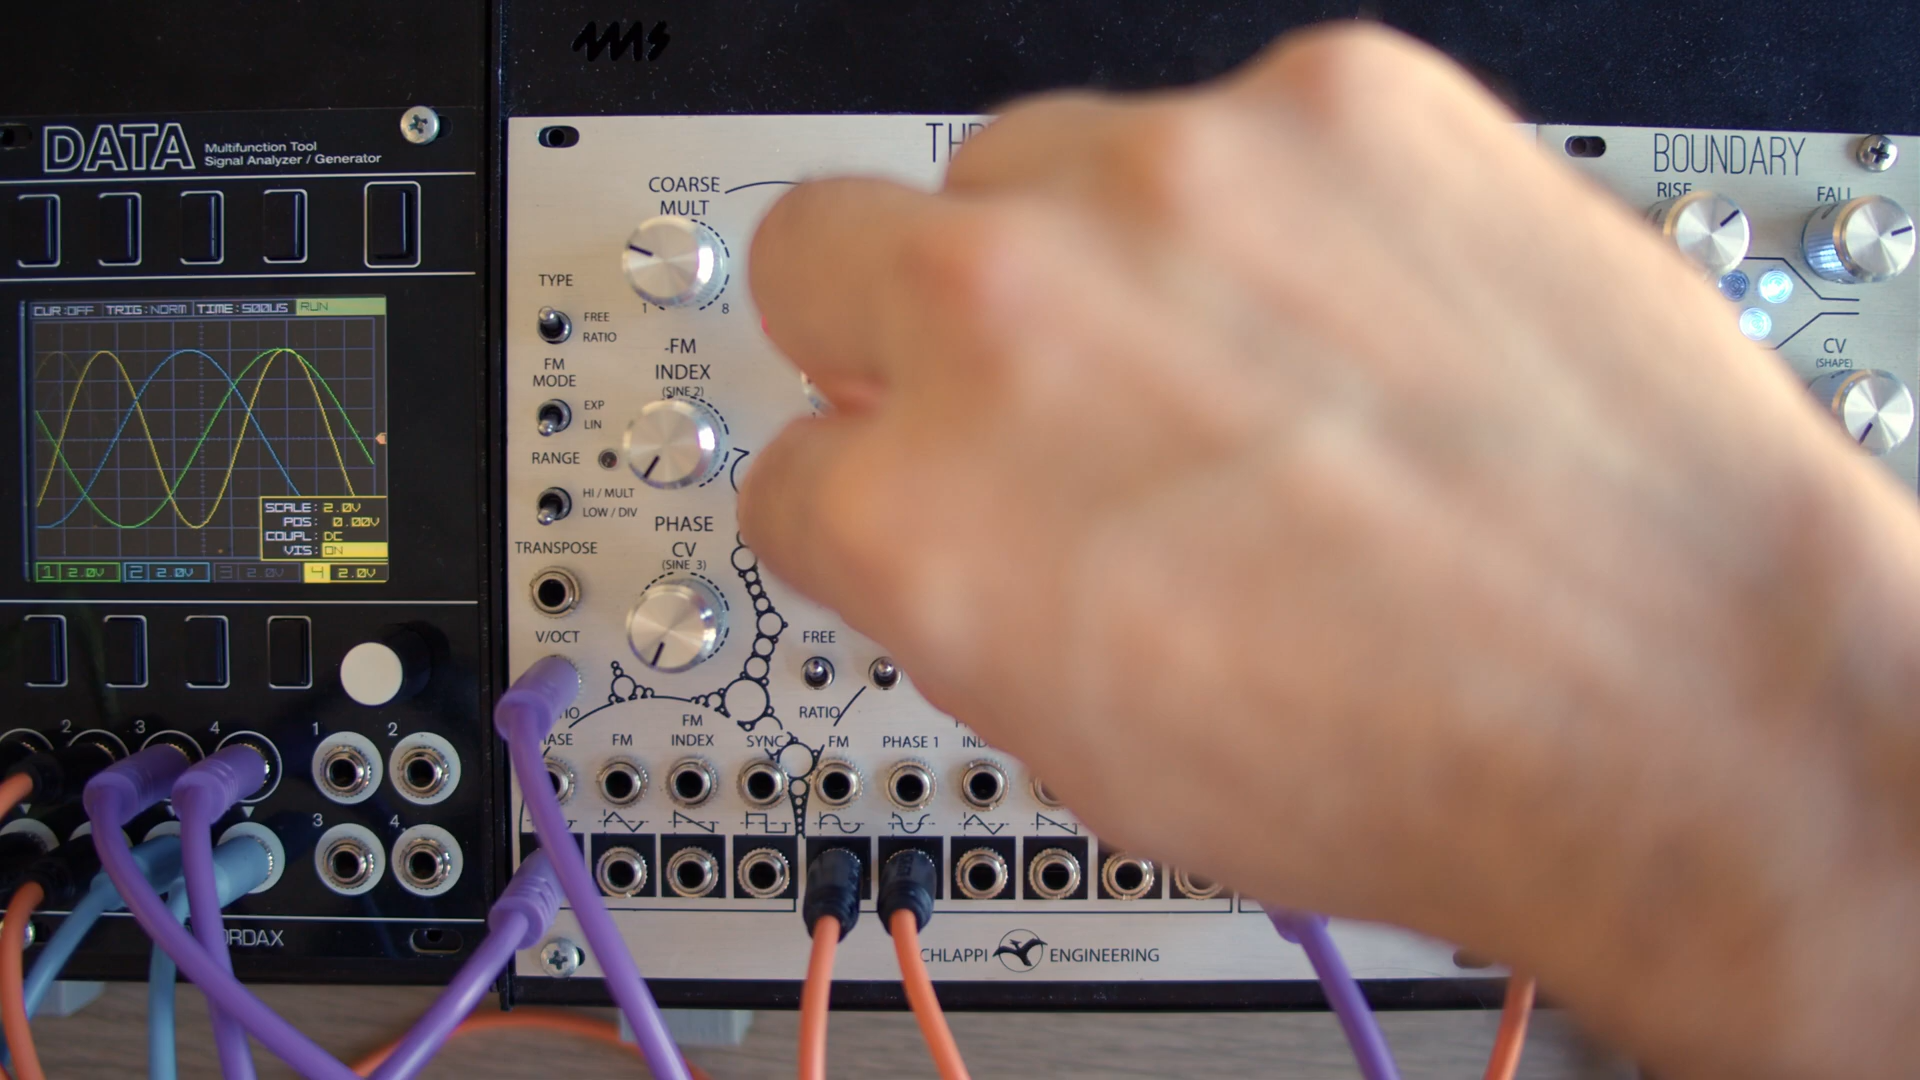 4ms
DATA
Multifunction Tool
Signal Analyzer / Generator
CUR:OFF TRIG:NORM TIME:500US RUN
SCALE: 2.0V
POS: 0.00V
COUPL: DC
VIS: ON
1 2.0V 2 2.0V 3 2.0V 4 2.0V
2 3 4
1 2
3 4
COARSE
MULT
1 8
TYPE
FREE
RATIO
-FM
INDEX
(SINE 2)
FM
MODE
EXP
LIN
RANGE
HI / MULT
LOW / DIV
PHASE
CV
(SINE 3)
TRANSPOSE
V/OCT
FREE
RATIO
FM
FM
INDEX
SYNC
FM
PHASE 1
ENGINEERING
BOUNDARY
RISE
FALL
CV
(SHAPE)